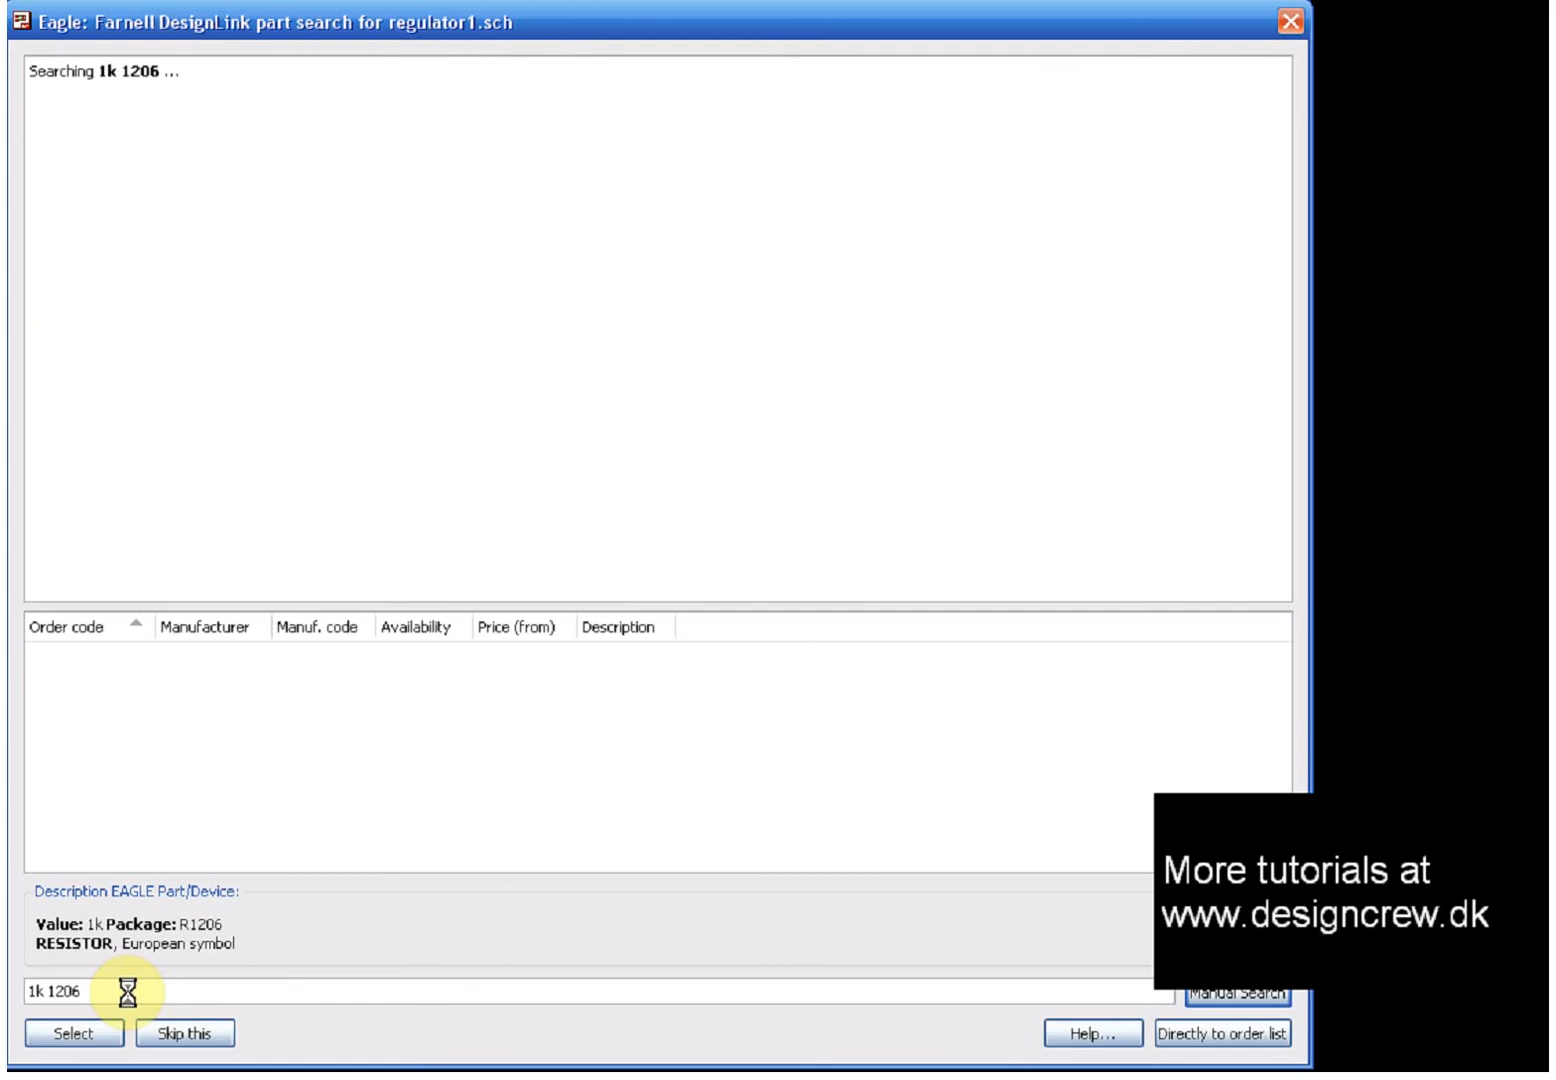 Eagle: Farnell DesignLink part search for regulator1.sch
Searching 1k 1206 ...
Order code Manufacturer Manuf. code Availability Price (from) Description
Description EAGLE Part/Device:
Value: 1k Package: R1206
RESISTOR, European symbol
1k 1206
Manual Search
Select Skip this Help... Directly to order list
More tutorials at
www.designcrew.dk